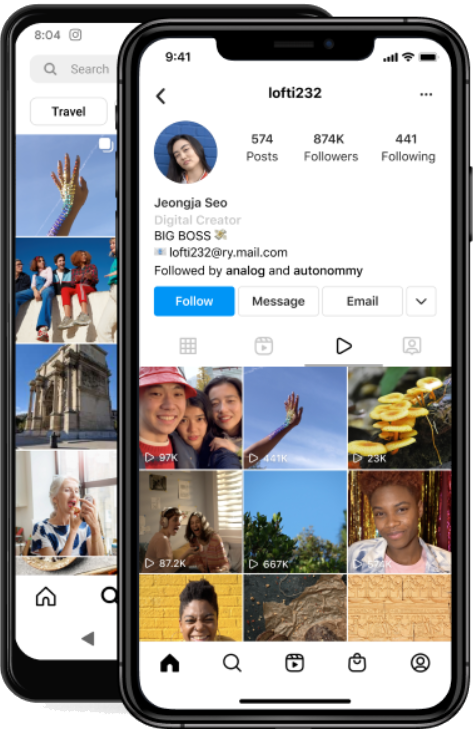 8:04
Search
Travel
9:41
lofti232
574
874K
441
Posts
Followers
Following
Jeongja Seo
Digital Creator
BIG BOSS
lofti232@ry.mail.com
Followed by analog and autonommy
Follow
Message
Email
97K
441K
23K
87.2K
667K